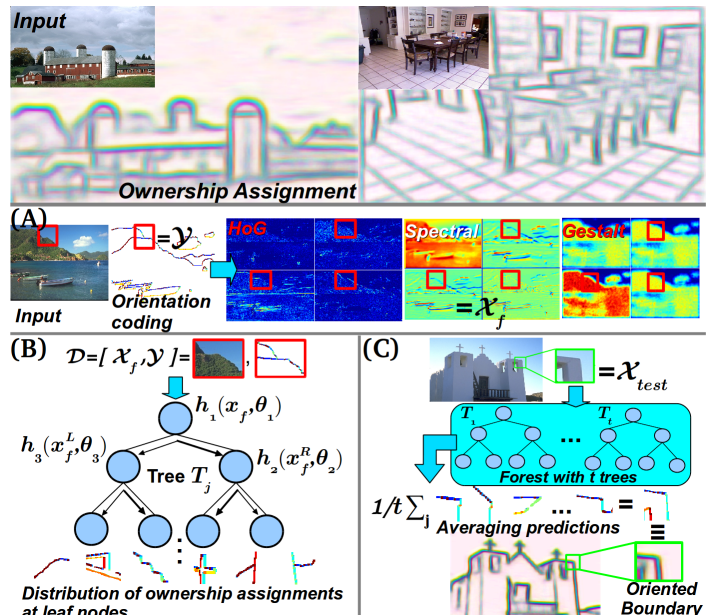 Input
Ownership Assignment
(A)
HoG
Spectral
Gestalt
=𝒴
=𝒳f
Input
Orientation
coding
(B)
𝒟=[ 𝒳f ,𝒴 ]= ,
h1(xf,θ1)
h3(xfL,θ3)
h2(xfR,θ2)
Tree Tj
Distribution of ownership assignments
at leaf nodes
(C)
=𝒳test
T1
Tt
...
Forest with t trees
1/t∑j
... =
Averaging predictions
=
Oriented
Boundary